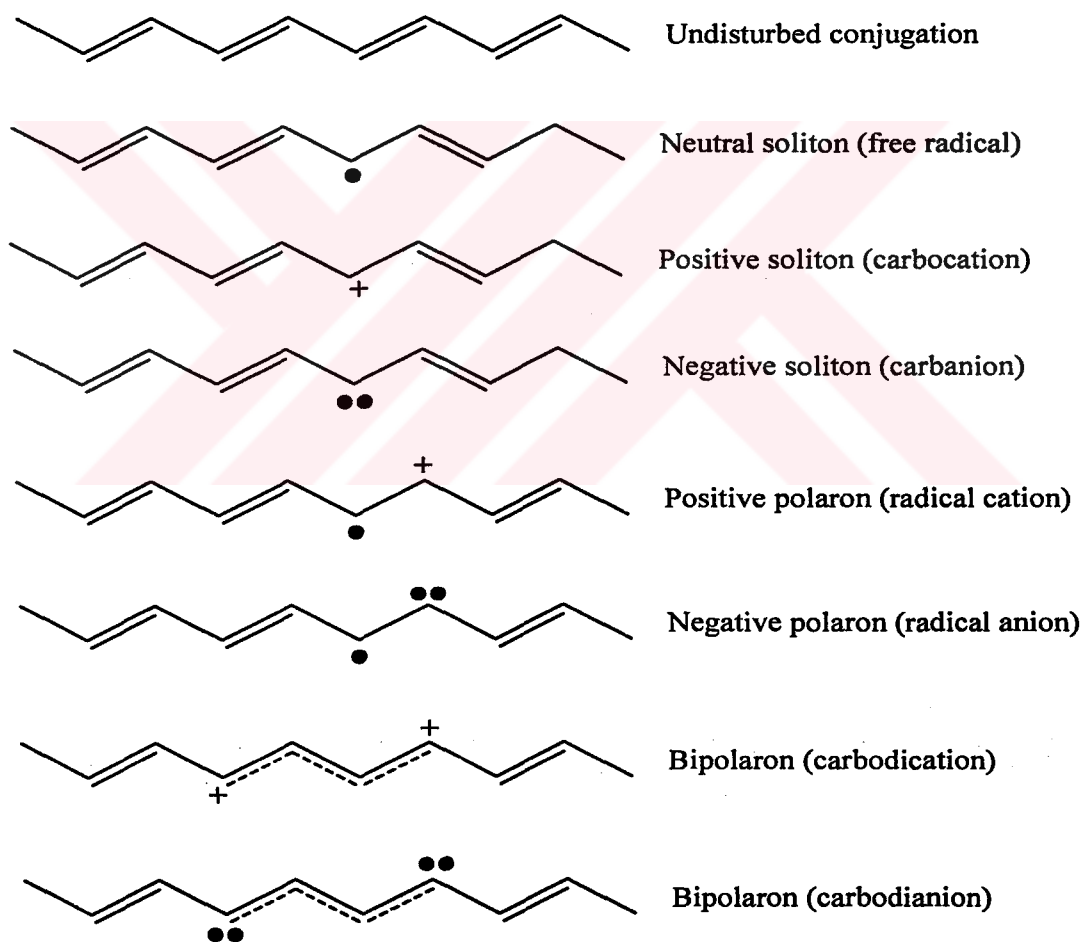 Undisturbed conjugation
Neutral soliton (free radical)
Positive soliton (carbocation)
+
Negative soliton (carbanion)
+
Positive polaron (radical cation)
Negative polaron (radical anion)
+
Bipolaron (carbodication)
+
Bipolaron (carbodianion)